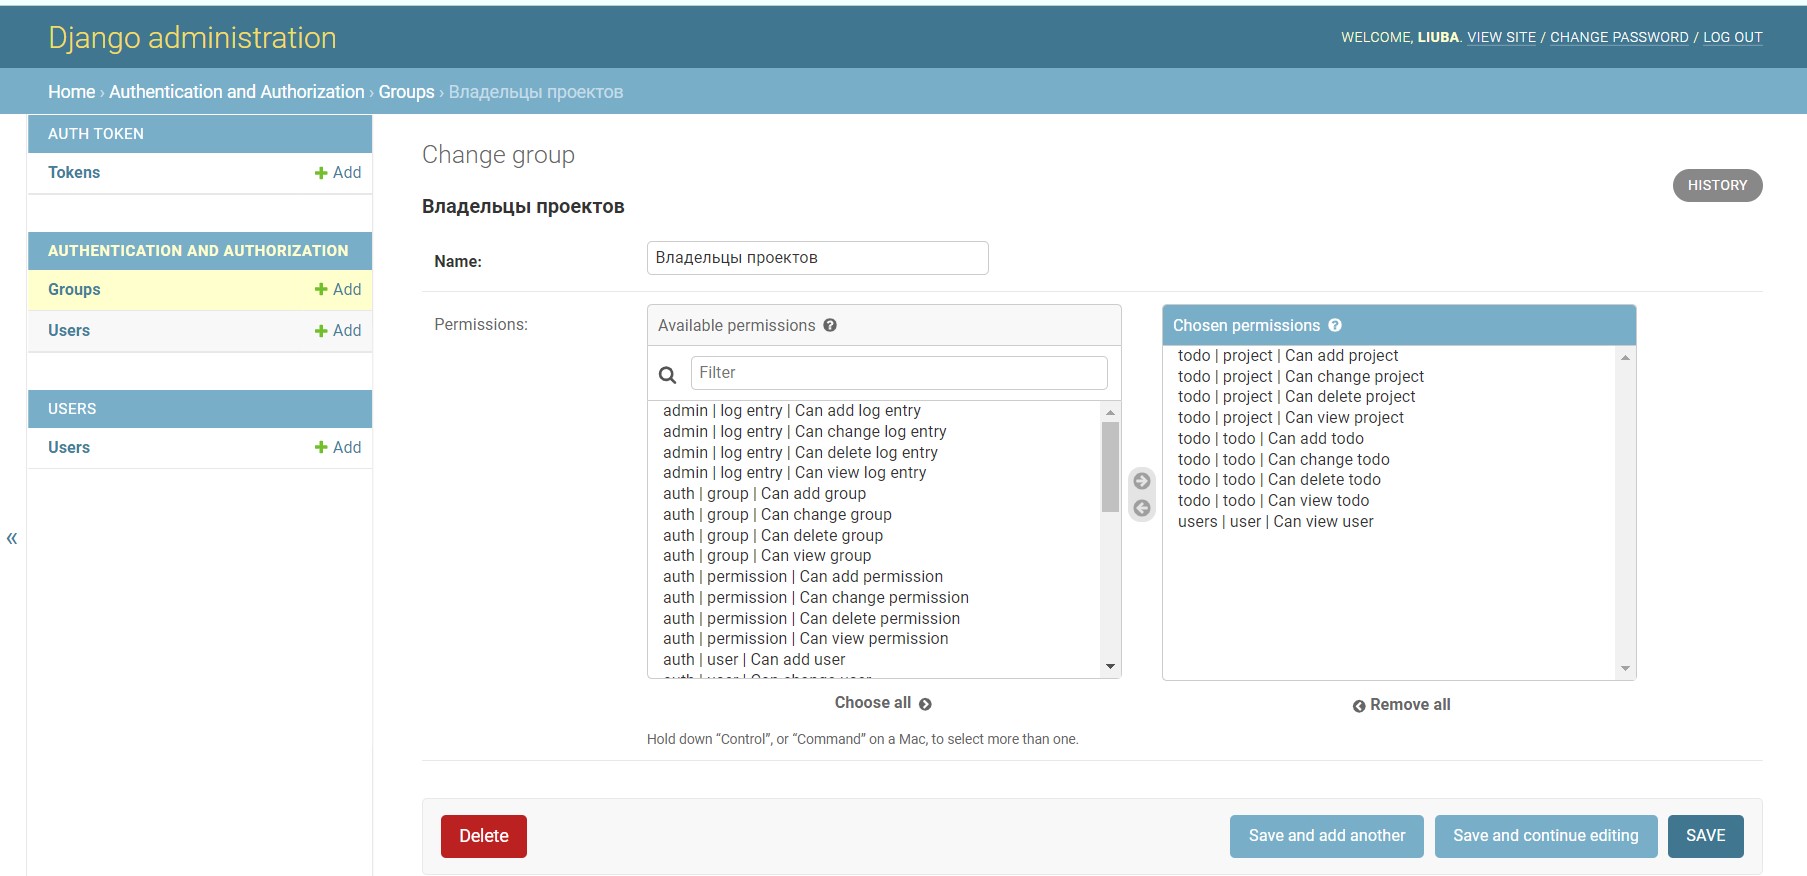 Django administration
WELCOME, LIUBA. VIEW SITE / CHANGE PASSWORD / LOG OUT
Home › Authentication and Authorization › Groups › Владельцы проектов
AUTH TOKEN
Tokens
Add
AUTHENTICATION AND AUTHORIZATION
Groups
Add
Users
Add
USERS
Users
Add
«
Change group
HISTORY
Владельцы проектов
Name:
Владельцы проектов
Permissions:
Available permissions
Filter
admin | log entry | Can add log entry
admin | log entry | Can change log entry
admin | log entry | Can delete log entry
admin | log entry | Can view log entry
auth | group | Can add group
auth | group | Can change group
auth | group | Can delete group
auth | group | Can view group
auth | permission | Can add permission
auth | permission | Can change permission
auth | permission | Can delete permission
auth | permission | Can view permission
auth | user | Can add user
auth | user | Can change user
Choose all
Hold down “Control”, or “Command” on a Mac, to select more than one.
Chosen permissions
todo | project | Can add project
todo | project | Can change project
todo | project | Can delete project
todo | project | Can view project
todo | todo | Can add todo
todo | todo | Can change todo
todo | todo | Can delete todo
todo | todo | Can view todo
users | user | Can view user
Remove all
Delete
Save and add another
Save and continue editing
SAVE